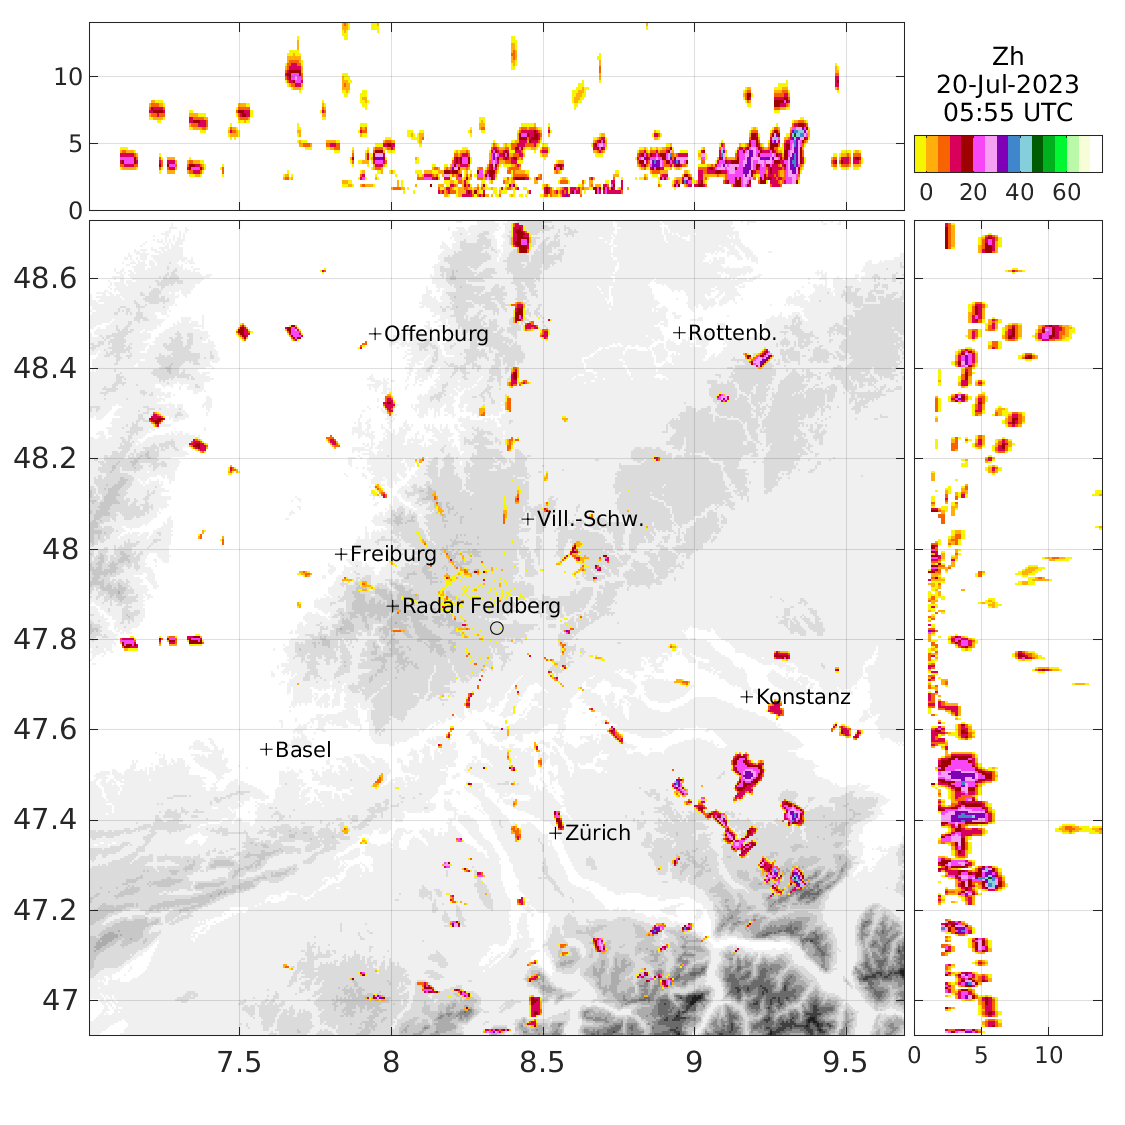 Zh
20-Jul-2023
05:55 UTC
0 20 40 60
10
5
0
48.6
48.4
48.2
48
47.8
47.6
47.4
47.2
47
+Offenburg
+Rottenb.
+Vill.-Schw.
+Freiburg
+Radar Feldberg
+Konstanz
+Basel
+Zürich
7.5 8 8.5 9 9.5
0 5 10